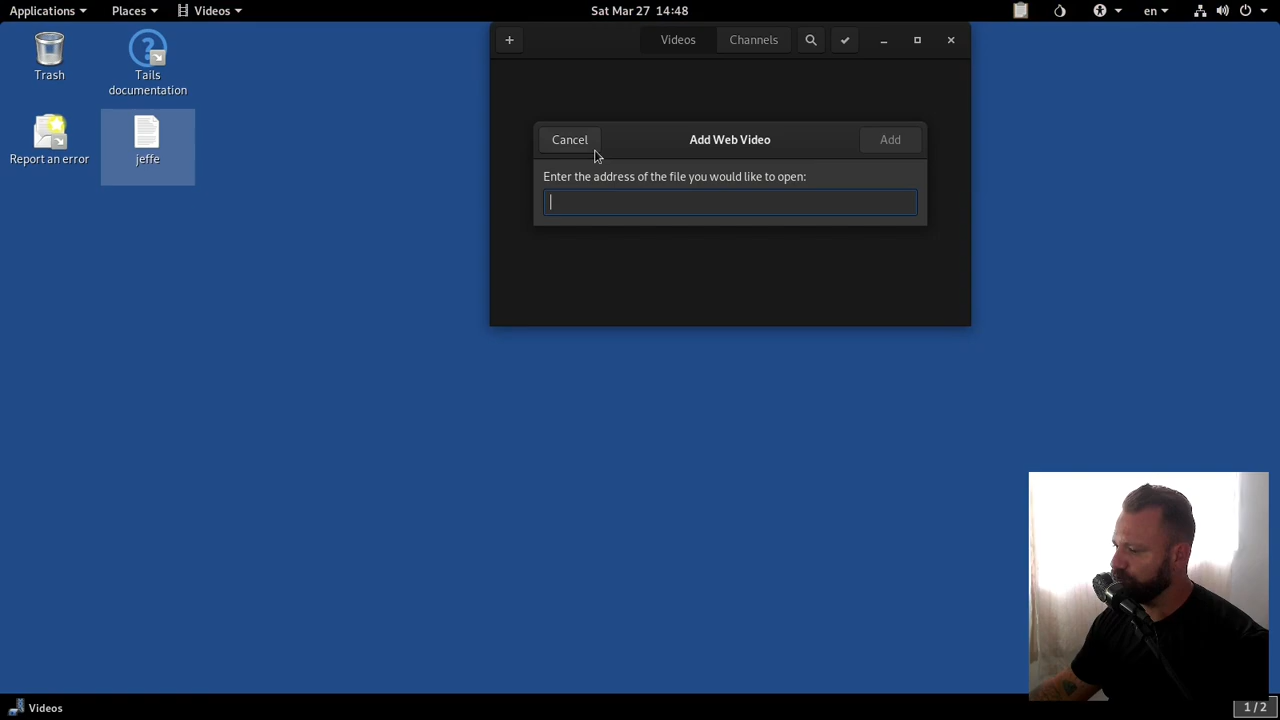 Applications Places Videos Sat Mar 27 14:48 en
Videos Channels
Trash
Tails
documentation
Cancel Add Web Video Add
Report an error
jeffe
Enter the address of the file you would like to open:
Videos
1 / 2